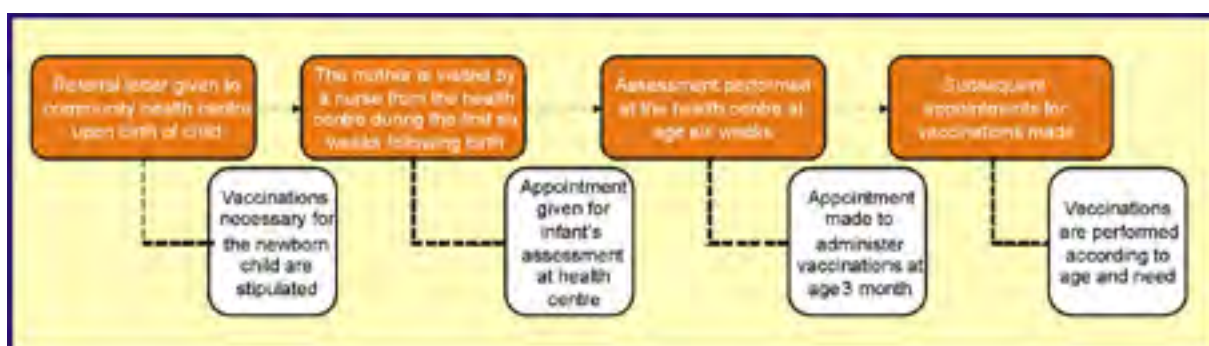 Referral letter given to
community health centre
upon birth of child
The mother is visited by
a nurse from the health
centre during the first six
weeks following birth
Assessment performed
at the health centre at
age six weeks
Subsequent
appointments for
vaccinations made
Vaccinations
necessary for
the newborn
child are
stipulated
Appointment
given for
infant's
assessment
at health
centre
Appointment
made to
administer
vaccinations at
age 3 month
Vaccinations
are performed
according to
age and need